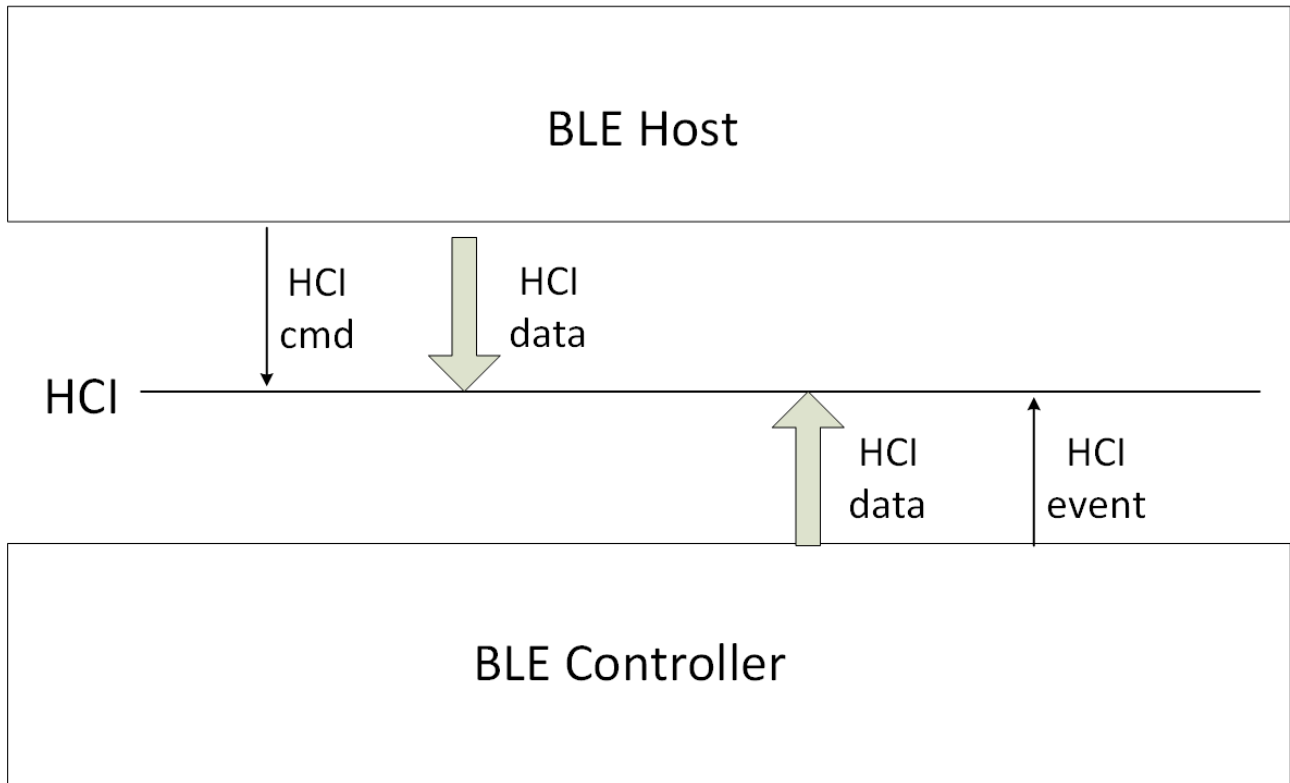 BLE Host
HCI
cmd
HCI
data
HCI
HCI
data
HCI
event
BLE Controller